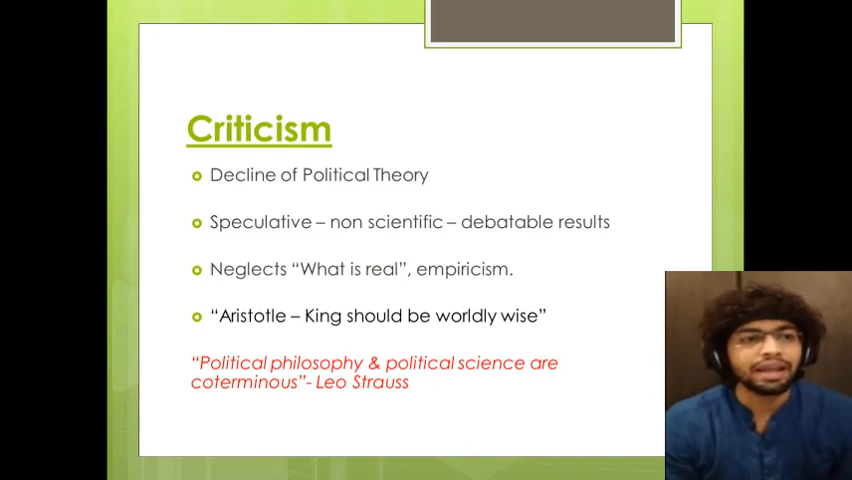 Criticism
Decline of Political Theory
Speculative – non scientific – debatable results
Neglects “What is real”, empiricism.
“Aristotle – King should be worldly wise”
“Political philosophy & political science are
coterminous”- Leo Strauss